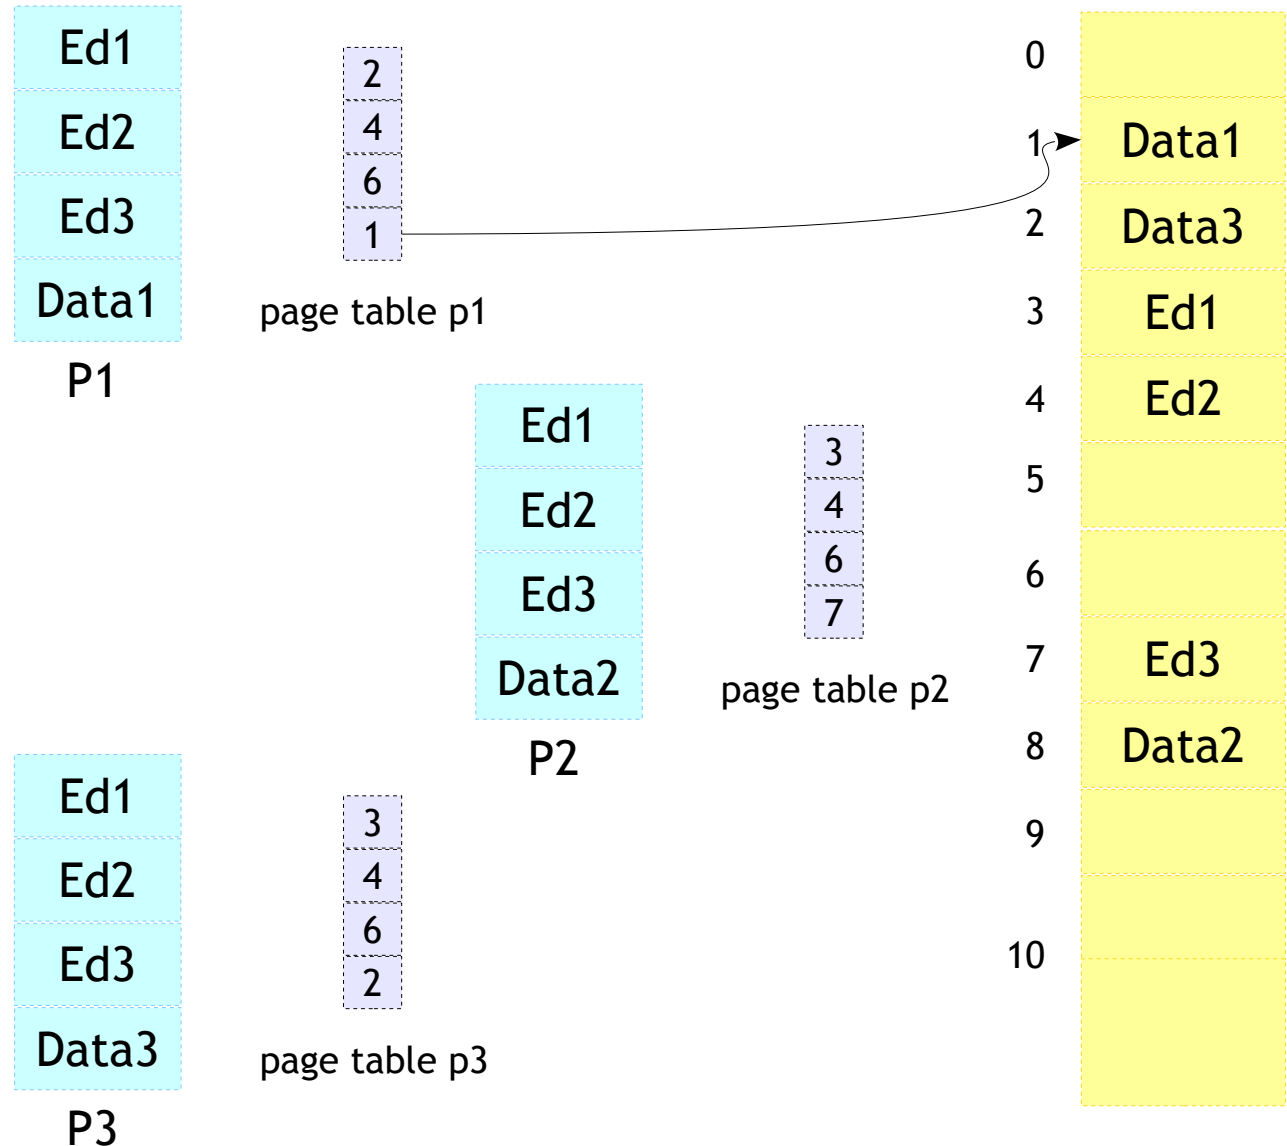 Ed1
Ed2
Ed3
Data1
P1
2
4
6
1
page table p1
Ed1
Ed2
Ed3
Data2
P2
3
4
6
7
page table p2
Ed1
Ed2
Ed3
Data3
P3
3
4
6
2
page table p3
0
1 Data1
2 Data3
3 Ed1
4 Ed2
5
6
7 Ed3
8 Data2
9
10